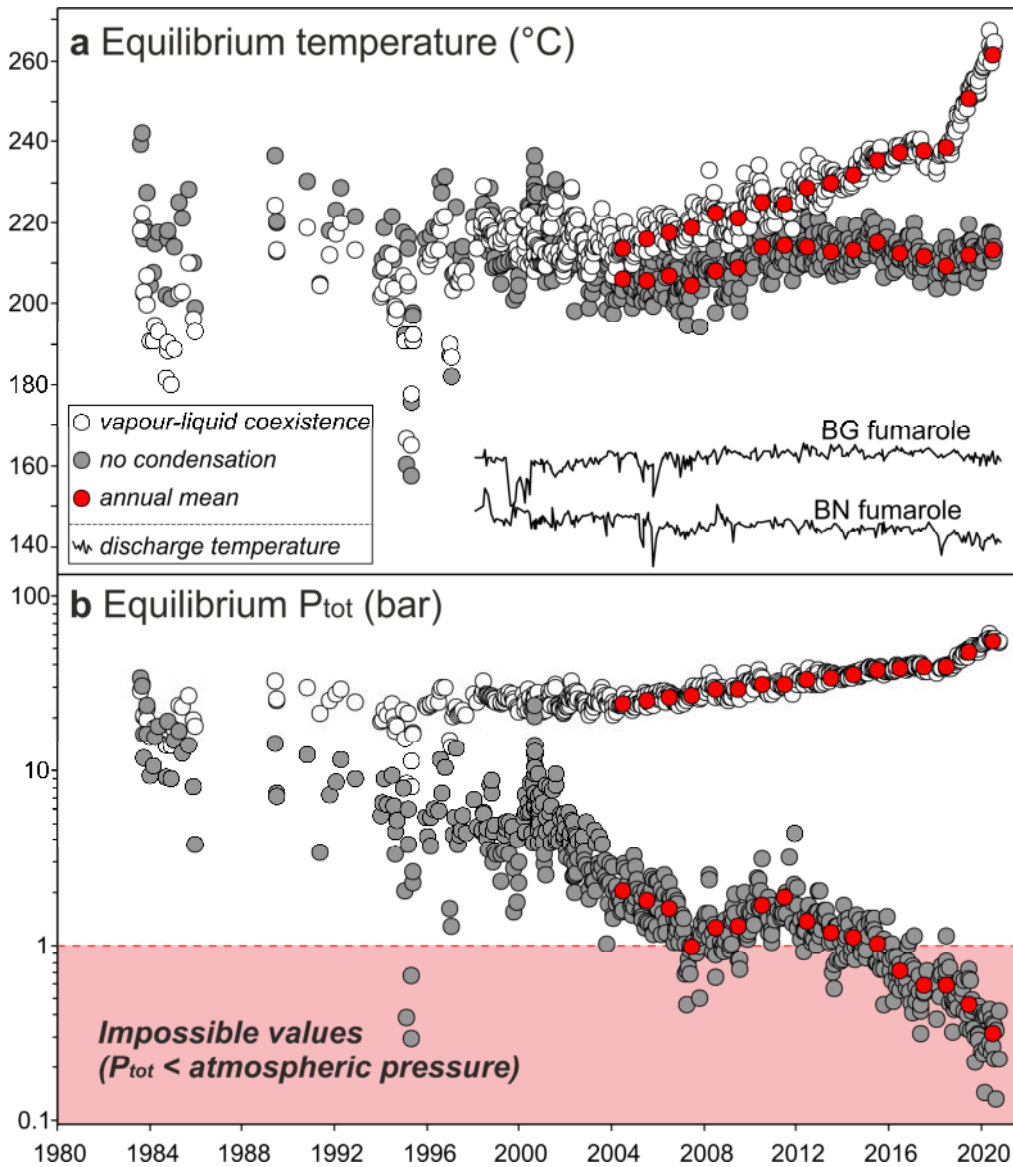 a Equilibrium temperature (°C)
260
240
220
200
180
160
140
vapour-liquid coexistence
no condensation
annual mean
discharge temperature
BG fumarole
BN fumarole
b Equilibrium Ptot (bar)
100
10
1
0.1
Impossible values
(Ptot < atmospheric pressure)
1980 1984 1988 1992 1996 2000 2004 2008 2012 2016 2020